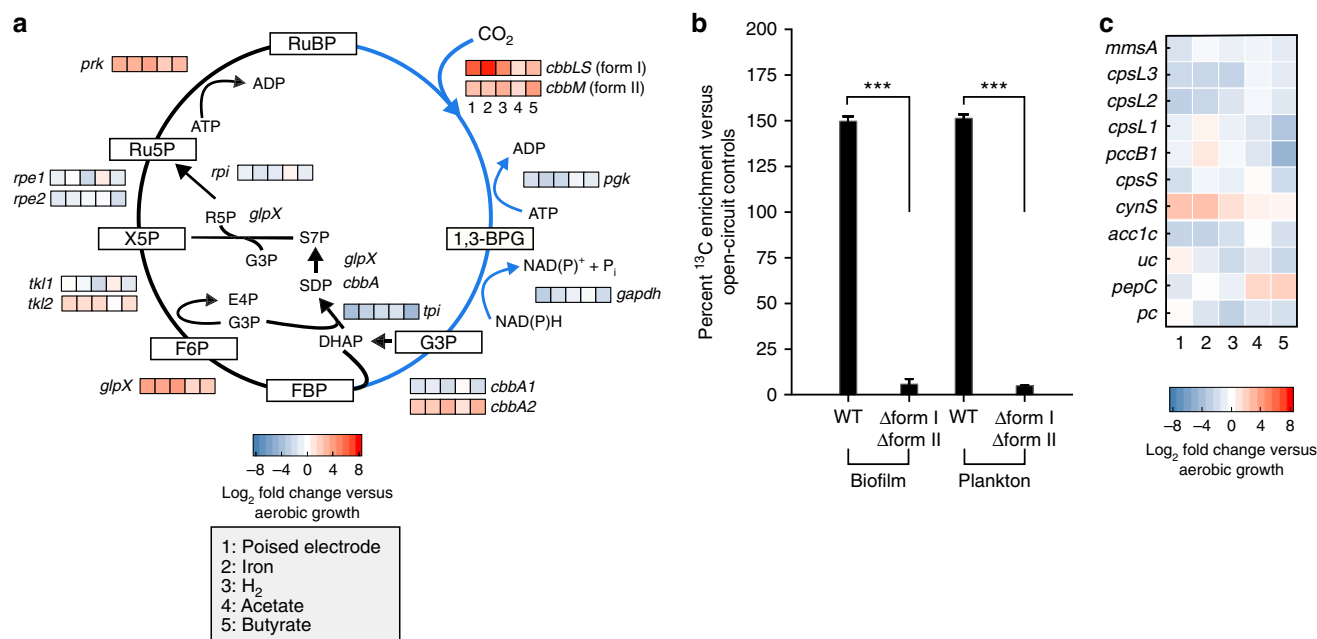 a
RuBP
CO2
prk
ADP
ATP
cbbLS (form I)
cbbM (form II)
1 2 3 4 5
Ru5P
rpe1
rpe2
rpi
ADP
pgk
ATP
R5P
glpX
X5P
S7P
G3P
1,3-BPG
glpX
cbbA
SDP
NAD(P)+ + Pi
gapdh
NAD(P)H
tkl1
tkl2
E4P
G3P
tpi
DHAP
G3P
F6P
glpX
FBP
cbbA1
cbbA2
−8 −4 0 4 8
Log2 fold change versus
aerobic growth
1: Poised electrode
2: Iron
3: H2
4: Acetate
5: Butyrate
b
Percent 13C enrichment versus
open-circuit controls
200
175
150
125
100
75
50
25
0
***
***
WT
Δform I
Δform II
WT
Δform I
Δform II
Biofilm
Plankton
c
mmsA
cpsL3
cpsL2
cpsL1
pccB1
cpsS
cynS
acc1c
uc
pepC
pc
1 2 3 4 5
−8 −4 0 4 8
Log2 fold change versus
aerobic growth